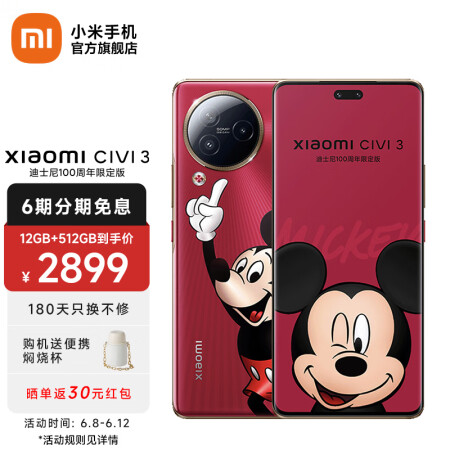 小米手机
官方旗舰店
XIAOMI CIVI 3
迪士尼100周年限定版
6期分期免息
12GB+512GB到手价
¥2899
180天只换不修
购机送便携
焖烧杯
晒单返30元红包
活动时间:6.8-6.12
*活动规则见详情
XIAOMI
XIAOMI CIVI 3
迪士尼100周年限定版
MICKEY